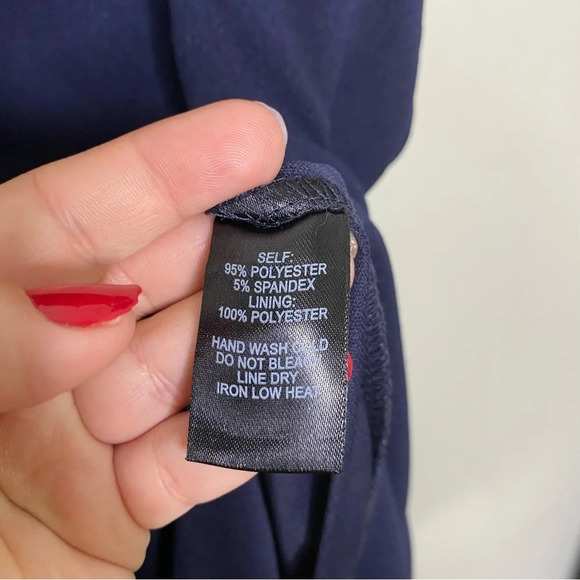 SELF:
95% POLYESTER
5% SPANDEX
LINING:
100% POLYESTER
HAND WASH COLD
DO NOT BLEACH
LINE DRY
IRON LOW HEAT